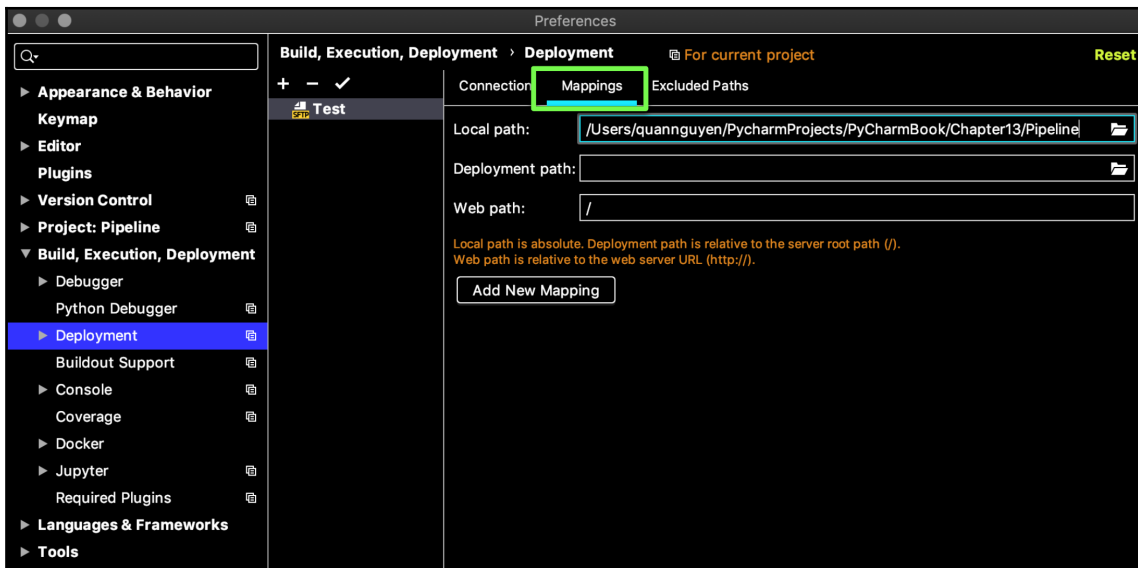 Preferences
Build, Execution, Deployment › Deployment For current project Reset
Appearance & Behavior
Keymap
Editor
Plugins
Version Control
Project: Pipeline
Build, Execution, Deployment
Debugger
Python Debugger
Deployment
Buildout Support
Console
Coverage
Docker
Jupyter
Required Plugins
Languages & Frameworks
Tools
SFTP Test
Connection Mappings Excluded Paths
Local path: /Users/quannguyen/PycharmProjects/PyCharmBook/Chapter13/Pipeline
Deployment path:
Web path: /
Local path is absolute. Deployment path is relative to the server root path (/).
Web path is relative to the web server URL (http://).
Add New Mapping